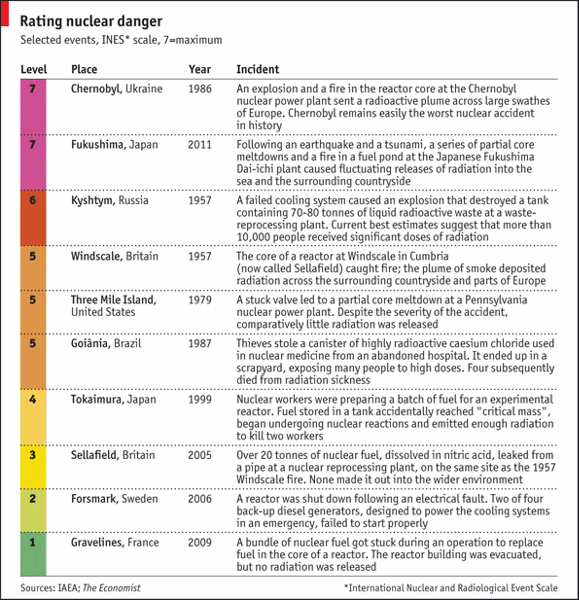 Rating nuclear danger
Selected events, INES* scale, 7=maximum
Level Place Year Incident
7 Chernobyl, Ukraine 1986 An explosion and a fire in the reactor core at the Chernobyl
nuclear power plant sent a radioactive plume across large swathes
of Europe. Chernobyl remains easily the worst nuclear accident
in history
7 Fukushima, Japan 2011 Following an earthquake and a tsunami, a series of partial core
meltdowns and a fire in a fuel pond at the Japanese Fukushima
Dai-ichi plant caused fluctuating releases of radiation into the
sea and the surrounding countryside
6 Kyshtym, Russia 1957 A failed cooling system caused an explosion that destroyed a tank
containing 70-80 tonnes of liquid radioactive waste at a waste-
reprocessing plant. Current best estimates suggest that more than
10,000 people received significant doses of radiation
5 Windscale, Britain 1957 The core of a reactor at Windscale in Cumbria
(now called Sellafield) caught fire; the plume of smoke deposited
radiation across the surrounding countryside and parts of Europe
5 Three Mile Island, 1979 A stuck valve led to a partial core meltdown at a Pennsylvania
United States nuclear power plant. Despite the severity of the accident,
comparatively little radiation was released
5 Goiânia, Brazil 1987 Thieves stole a canister of highly radioactive caesium chloride used
in nuclear medicine from an abandoned hospital. It ended up in a
scrapyard, exposing many people to high doses. Four subsequently
died from radiation sickness
4 Tokaimura, Japan 1999 Nuclear workers were preparing a batch of fuel for an experimental
reactor. Fuel stored in a tank accidentally reached "critical mass",
began undergoing nuclear reactions and emitted enough radiation
to kill two workers
3 Sellafield, Britain 2005 Over 20 tonnes of nuclear fuel, dissolved in nitric acid, leaked from
a pipe at a nuclear reprocessing plant, on the same site as the 1957
Windscale fire. None made it out into the wider environment
2 Forsmark, Sweden 2006 A reactor was shut down following an electrical fault. Two of four
back-up diesel generators, designed to power the cooling systems
in an emergency, failed to start properly
1 Gravelines, France 2009 A bundle of nuclear fuel got stuck during an operation to replace
fuel in the core of a reactor. The reactor building was evacuated,
but no radiation was released
Sources: IAEA; The Economist *International Nuclear and Radiological Event Scale